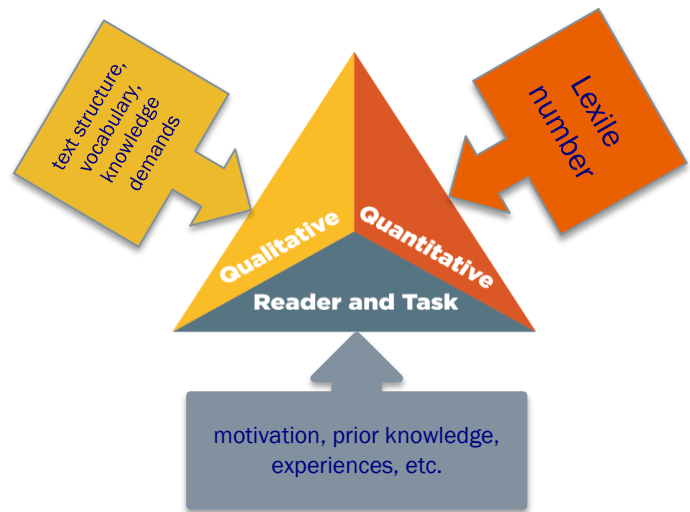 text structure,
vocabulary,
knowledge
demands
Lexile
number
Qualitative
Quantitative
Reader and Task
motivation, prior knowledge,
experiences, etc.